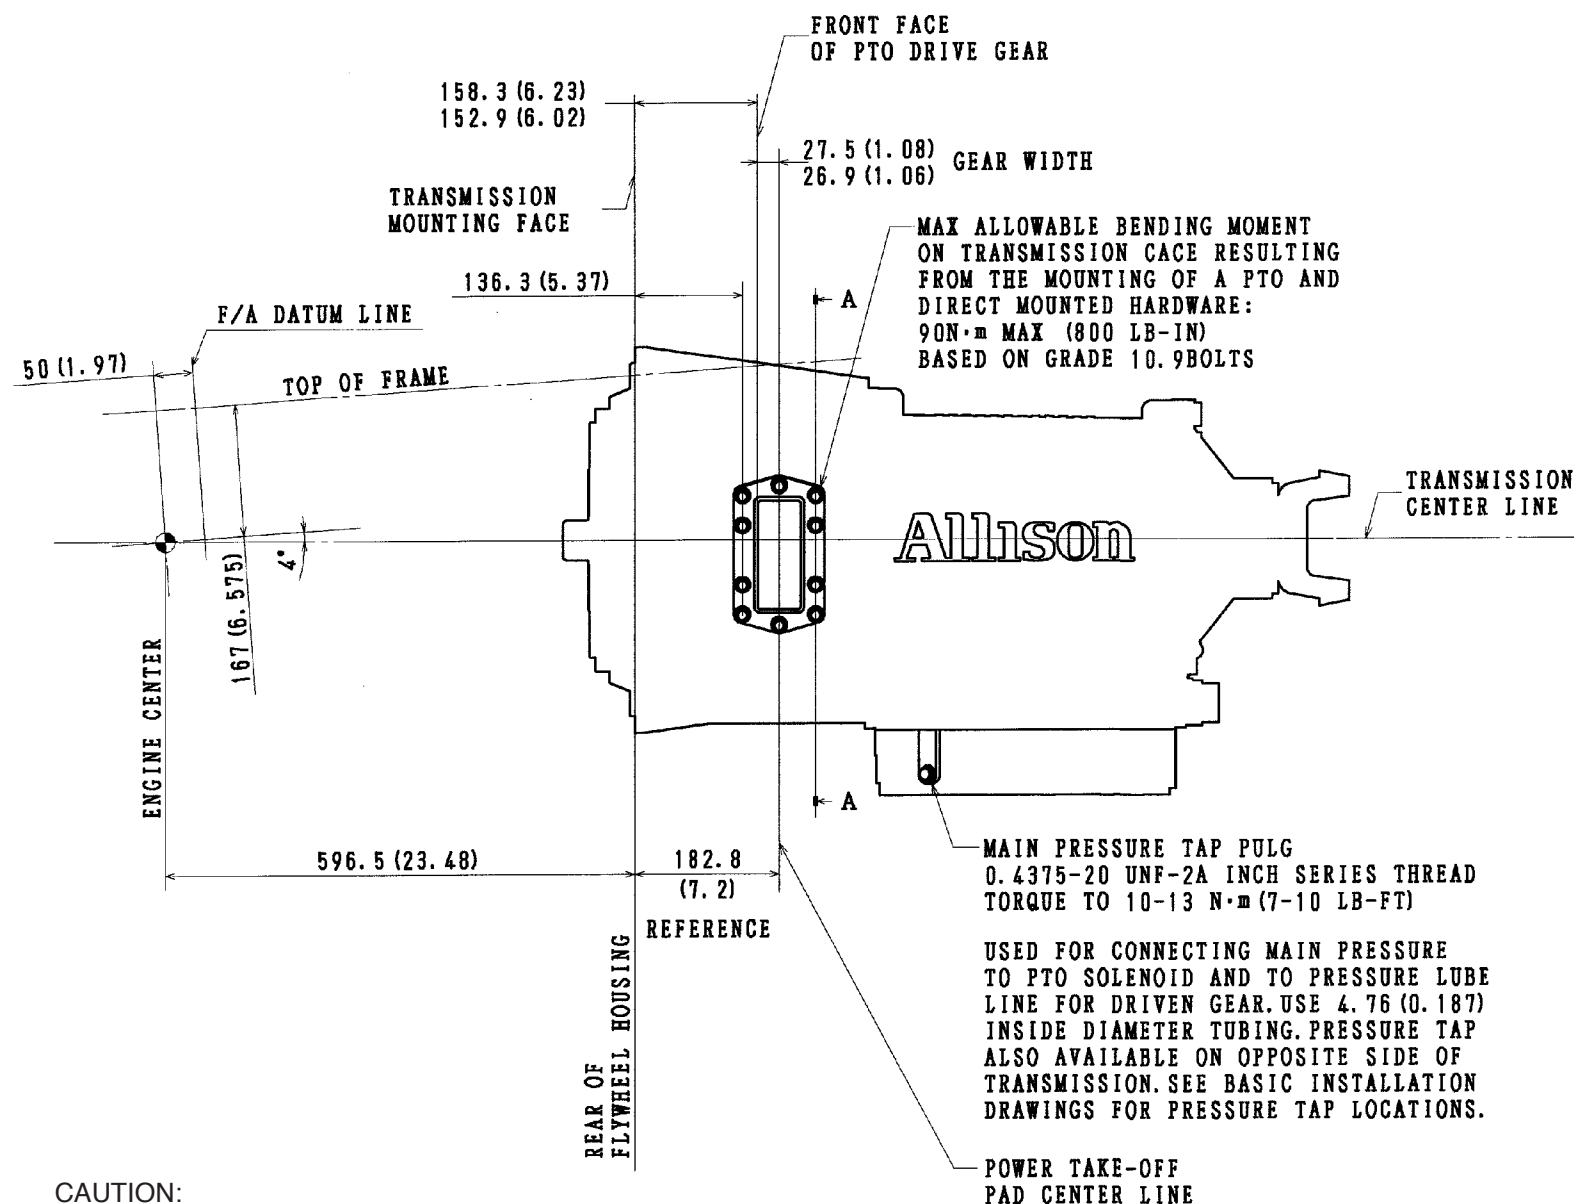 FRONT FACE
OF PTO DRIVE GEAR
158.3(6.23)
152.9(6.02)
27.5(1.08)
26.9(1.06)
GEAR WIDTH
TRANSMISSION
MOUNTING FACE
MAX ALLOWABLE BENDING MOMENT
ON TRANSMISSION CACE RESULTING
FROM THE MOUNTING OF A PTO AND
DIRECT MOUNTED HARDWARE:
90N·m MAX (800 LB-IN)
BASED ON GRADE 10.9BOLTS
136.3(5.37)
A
F/A DATUM LINE
50(1.97)
TOP OF FRAME
TRANSMISSION
CENTER LINE
Allison
4°
167(6.575)
ENGINE CENTER
A
596.5(23.48)
182.8
(7.2)
REFERENCE
REAR OF
FLYWHEEL HOUSING
MAIN PRESSURE TAP PULG
0.4375-20 UNF-2A INCH SERIES THREAD
TORQUE TO 10-13 N·m(7-10 LB-FT)
USED FOR CONNECTING MAIN PRESSURE
TO PTO SOLENOID AND TO PRESSURE LUBE
LINE FOR DRIVEN GEAR.USE 4.76(0.187)
INSIDE DIAMETER TUBING.PRESSURE TAP
ALSO AVAILABLE ON OPPOSITE SIDE OF
TRANSMISSION.SEE BASIC INSTALLATION
DRAWINGS FOR PRESSURE TAP LOCATIONS.
POWER TAKE-OFF
PAD CENTER LINE
CAUTION: